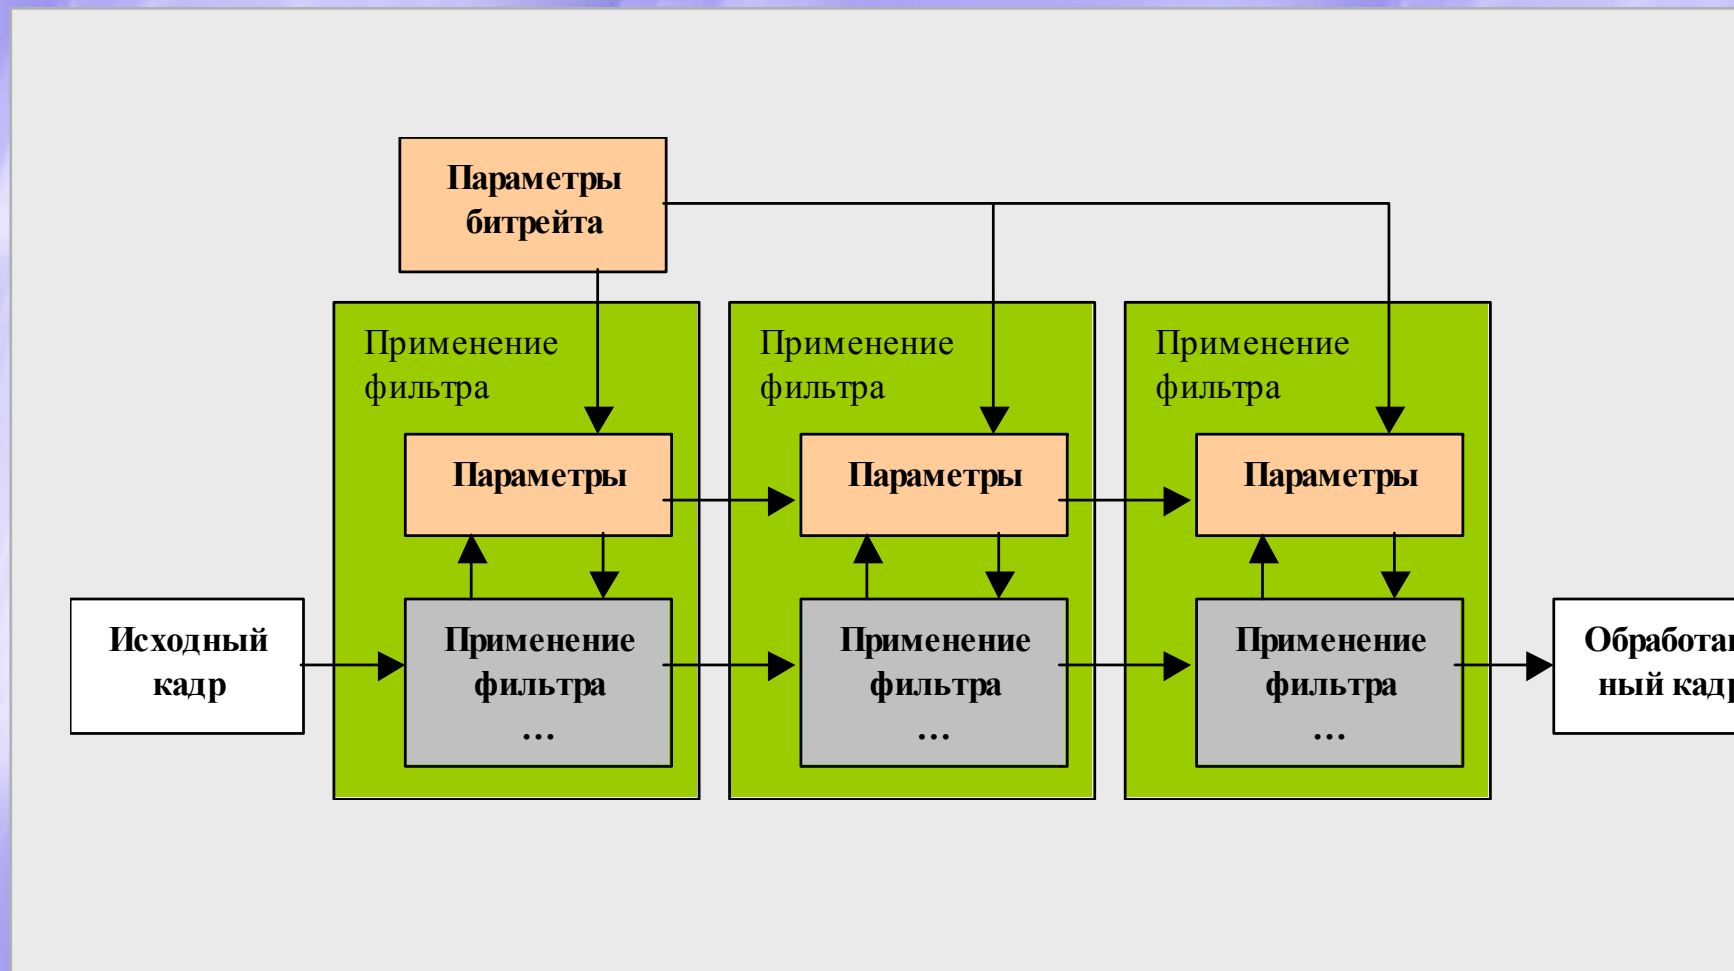 Параметры
битрейта
Применение
фильтра
Применение
фильтра
Применение
фильтра
Параметры
Параметры
Параметры
Исходный
кадр
Применение
фильтра
...
Применение
фильтра
...
Применение
фильтра
...
ный